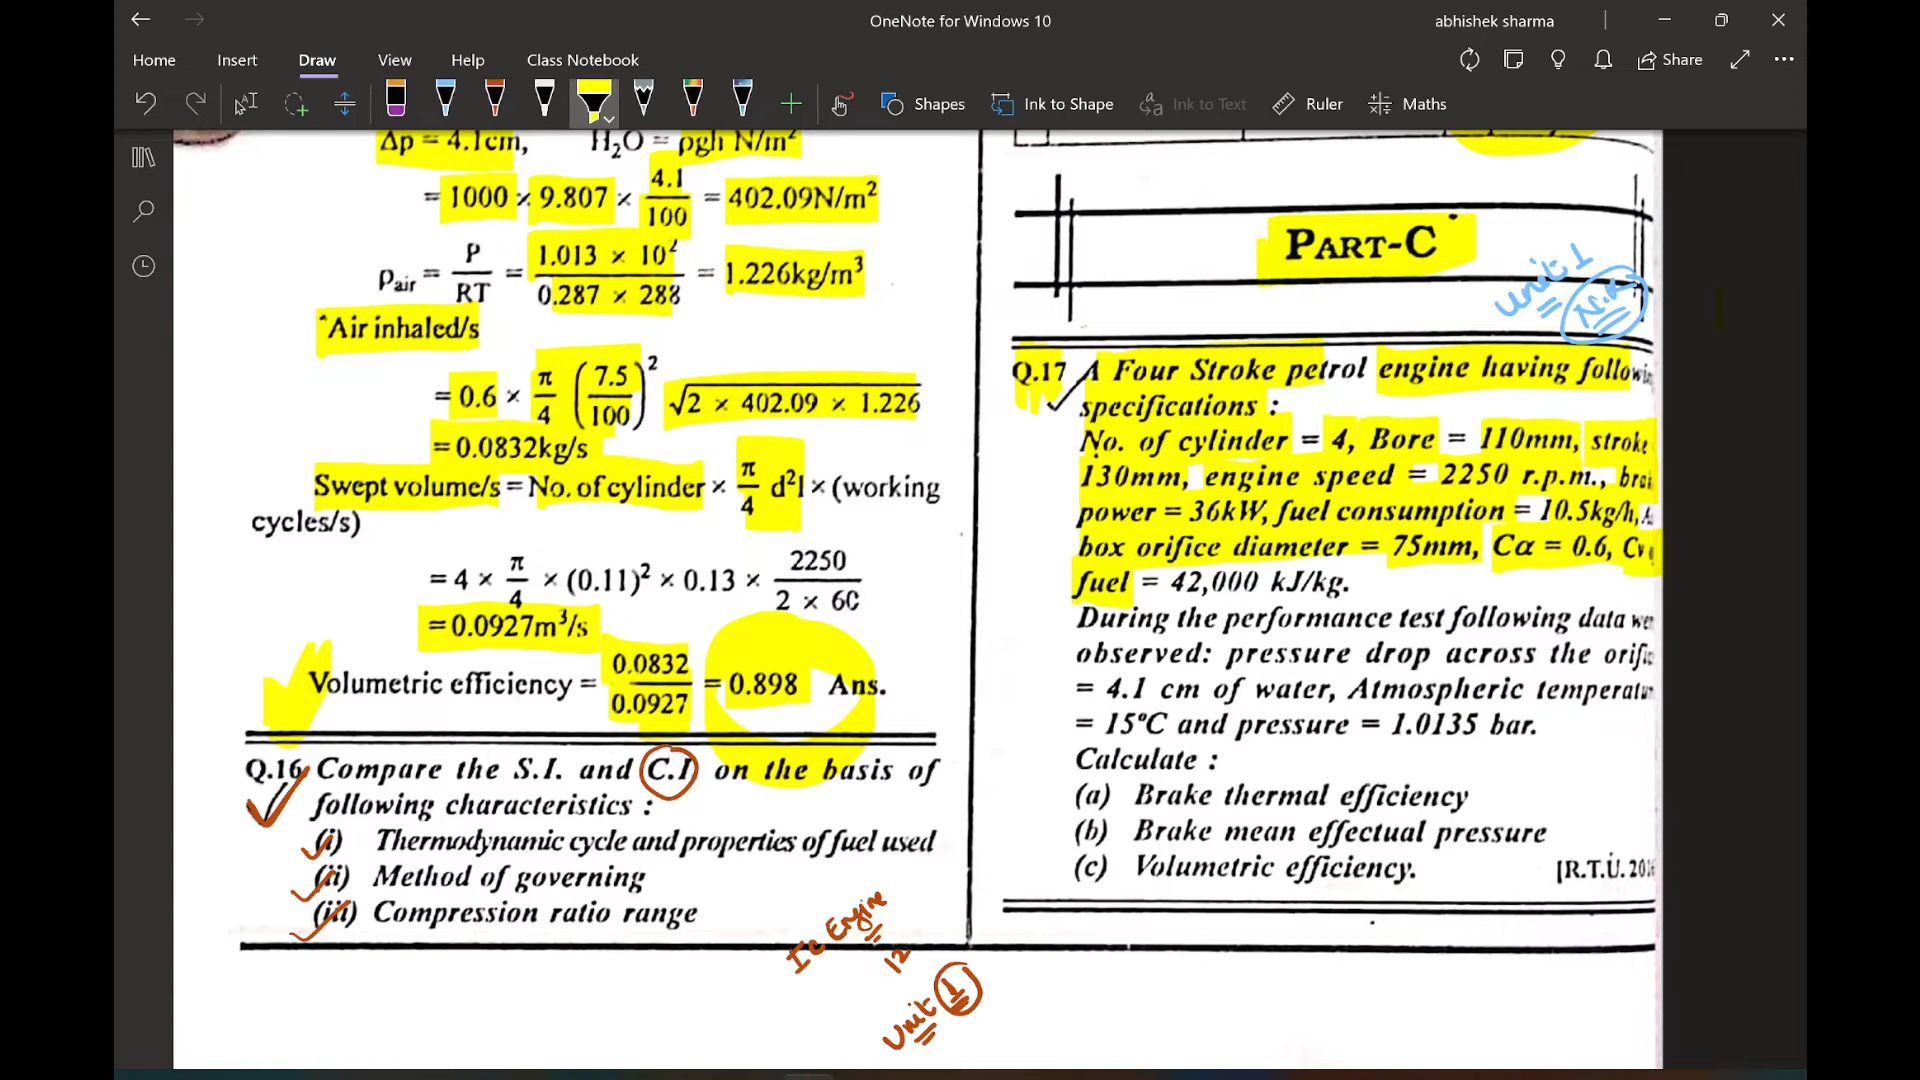 OneNote for Windows 10
abhishek sharma
Home Insert Draw View Help Class Notebook
Share
Shapes Ink to Shape Ink to Text Ruler Maths
Δp = 4.1cm, H₂O = ρgh N/m²
= 1000 × 9.807 × 4.1/100 = 402.09N/m²
ρair = P/RT = 1.013 × 10²/0.287 × 288 = 1.226kg/m³
Air inhaled/s
= 0.6 × π/4 (7.5/100)² √2 × 402.09 × 1.226
= 0.0832kg/s
Swept volume/s = No. of cylinder × π/4 d²l × (working
cycles/s)
= 4 × π/4 × (0.11)² × 0.13 × 2250/2 × 60
= 0.0927m³/s
Volumetric efficiency = 0.0832/0.0927 = 0.898 Ans.
Q.16 Compare the S.I. and C.I on the basis of
following characteristics :
(i) Thermodynamic cycle and properties of fuel used
(ii) Method of governing
(iii) Compression ratio range
Ic Engine
12
Unit 1
PART-C
Unit 1
Q.17 A Four Stroke petrol engine having
specifications :
No. of cylinder = 4, Bore = 110mm, stroke
130mm, engine speed = 2250 r.p.m.,
power = 36kW, fuel consumption = 10.5kg/h,
box orifice diameter = 75mm, Cα = 0.6, Cv
fuel = 42,000 kJ/kg.
During the performance test following data
observed: pressure drop across the
= 4.1 cm of water, Atmospheric
= 15°C and pressure = 1.0135 bar.
Calculate :
(a) Brake thermal efficiency
(b) Brake mean effectual pressure
(c) Volumetric efficiency. [R.T.U.